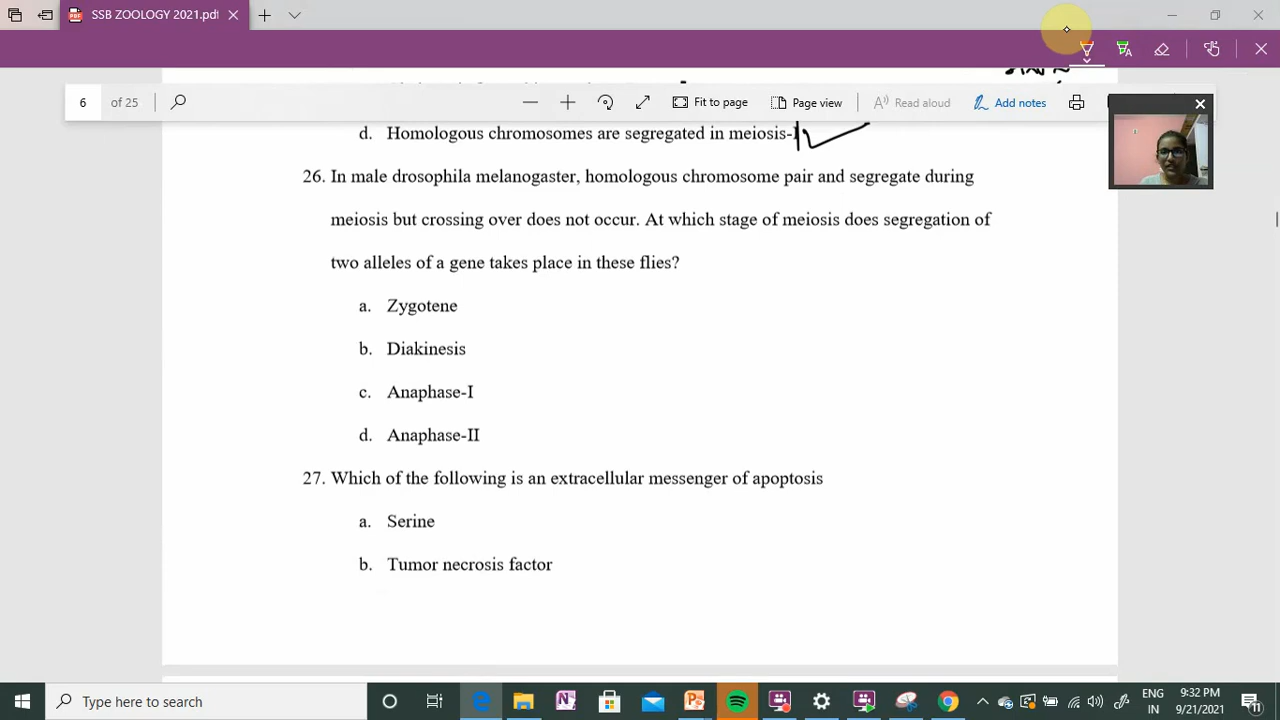 SSB ZOOLOGY 2021.pdf
6 of 25
Fit to page
Page view
Read aloud
Add notes
d. Homologous chromosomes are segregated in meiosis-I
26. In male drosophila melanogaster, homologous chromosome pair and segregate during
meiosis but crossing over does not occur. At which stage of meiosis does segregation of
two alleles of a gene takes place in these flies?
a. Zygotene
b. Diakinesis
c. Anaphase-I
d. Anaphase-II
27. Which of the following is an extracellular messenger of apoptosis
a. Serine
b. Tumor necrosis factor
Type here to search
ENG
IN
9:32 PM
9/21/2021
11